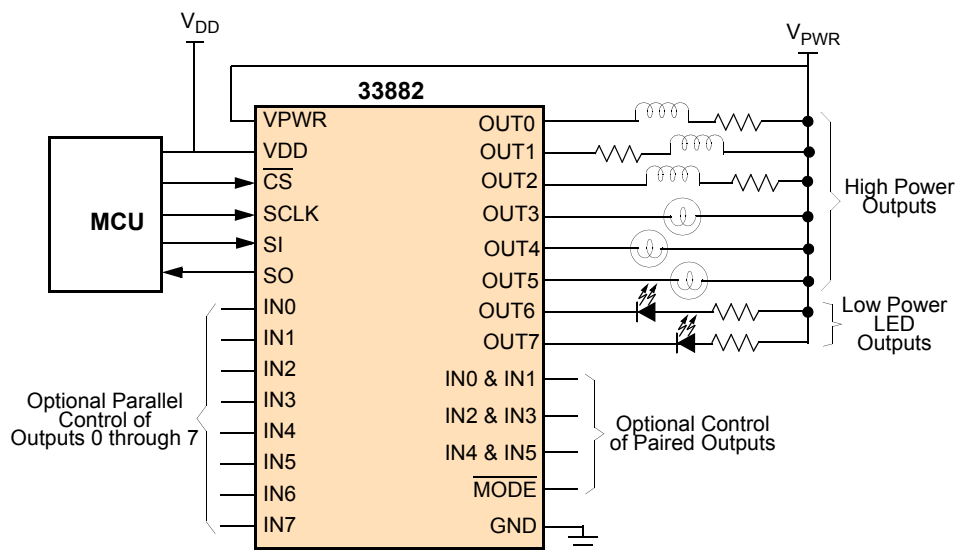 V_DD
V_PWR
33882
MCU
VPWR
VDD
CS
SCLK
SI
SO
IN0
IN1
IN2
IN3
IN4
IN5
IN6
IN7
Optional Parallel
Control of
Outputs 0 through 7
OUT0
OUT1
OUT2
OUT3
OUT4
OUT5
OUT6
OUT7
IN0 & IN1
IN2 & IN3
IN4 & IN5
MODE
GND
High Power
Outputs
Low Power
LED
Outputs
Optional Control
of Paired Outputs